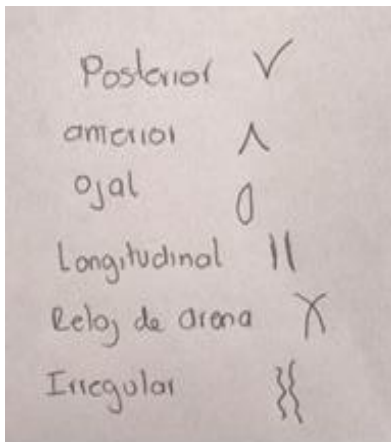 Posterior
anterior
ojal
Longitudinal
Reloj de arena
Irregular